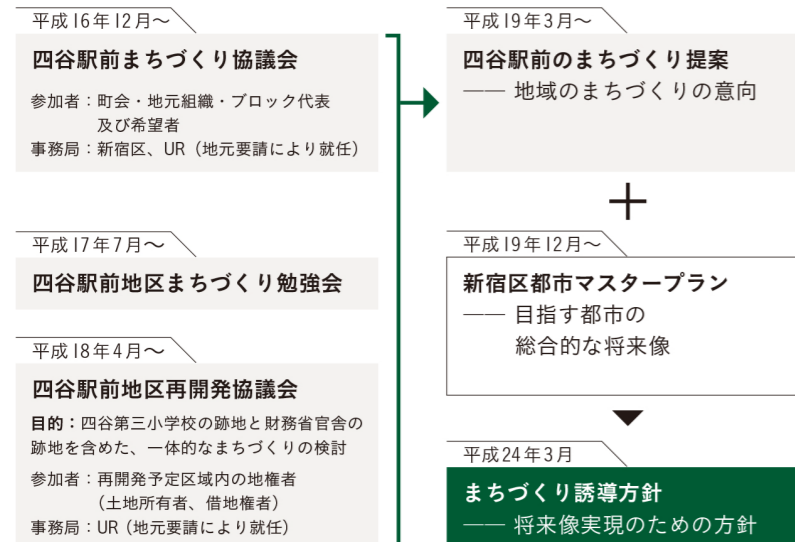 平成16年12月〜
四谷駅前まちづくり協議会
参加者：町会・地元組織・ブロック代表
及び希望者
事務局：新宿区、UR（地元要請により就任）
平成17年7月〜
四谷駅前地区まちづくり勉強会
平成18年4月〜
四谷駅前地区再開発協議会
目的：四谷第三小学校の跡地と財務省官舎の
跡地を含めた、一体的なまちづくりの検討
参加者：再開発予定区域内の地権者
（土地所有者、借地権者）
事務局：UR（地元要請により就任）
平成19年3月〜
四谷駅前のまちづくり提案
―― 地域のまちづくりの意向
＋
平成19年12月〜
新宿区都市マスタープラン
―― 目指す都市の
総合的な将来像
平成24年3月
まちづくり誘導方針
―― 将来像実現のための方針